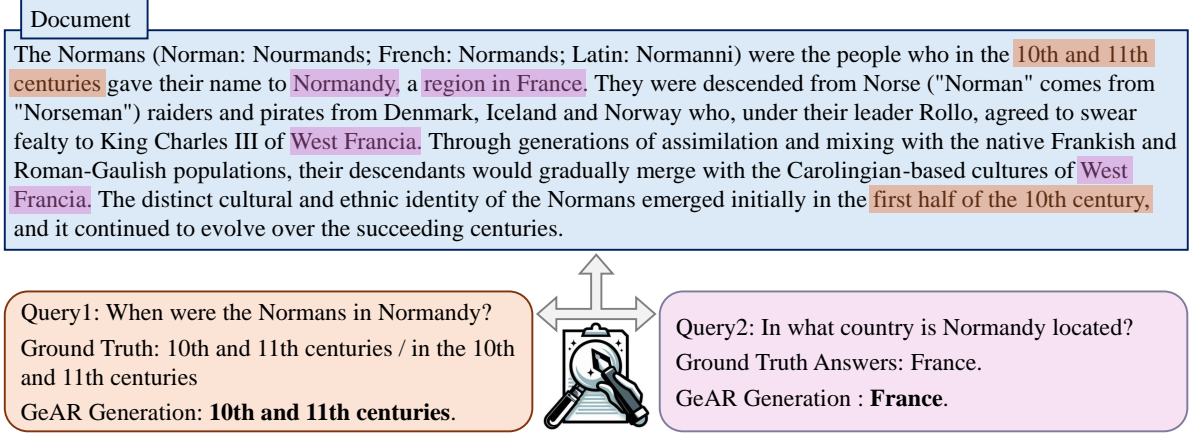 Document
The Normans (Norman: Nourmands; French: Normands; Latin: Normanni) were the people who in the 10th and 11th
centuries gave their name to Normandy, a region in France. They were descended from Norse ("Norman" comes from
"Norseman") raiders and pirates from Denmark, Iceland and Norway who, under their leader Rollo, agreed to swear
fealty to King Charles III of West Francia. Through generations of assimilation and mixing with the native Frankish and
Roman-Gaulish populations, their descendants would gradually merge with the Carolingian-based cultures of West
Francia. The distinct cultural and ethnic identity of the Normans emerged initially in the first half of the 10th century,
and it continued to evolve over the succeeding centuries.
Query1: When were the Normans in Normandy?
Ground Truth: 10th and 11th centuries / in the 10th
and 11th centuries
GeAR Generation: 10th and 11th centuries.
Query2: In what country is Normandy located?
Ground Truth Answers: France.
GeAR Generation : France.